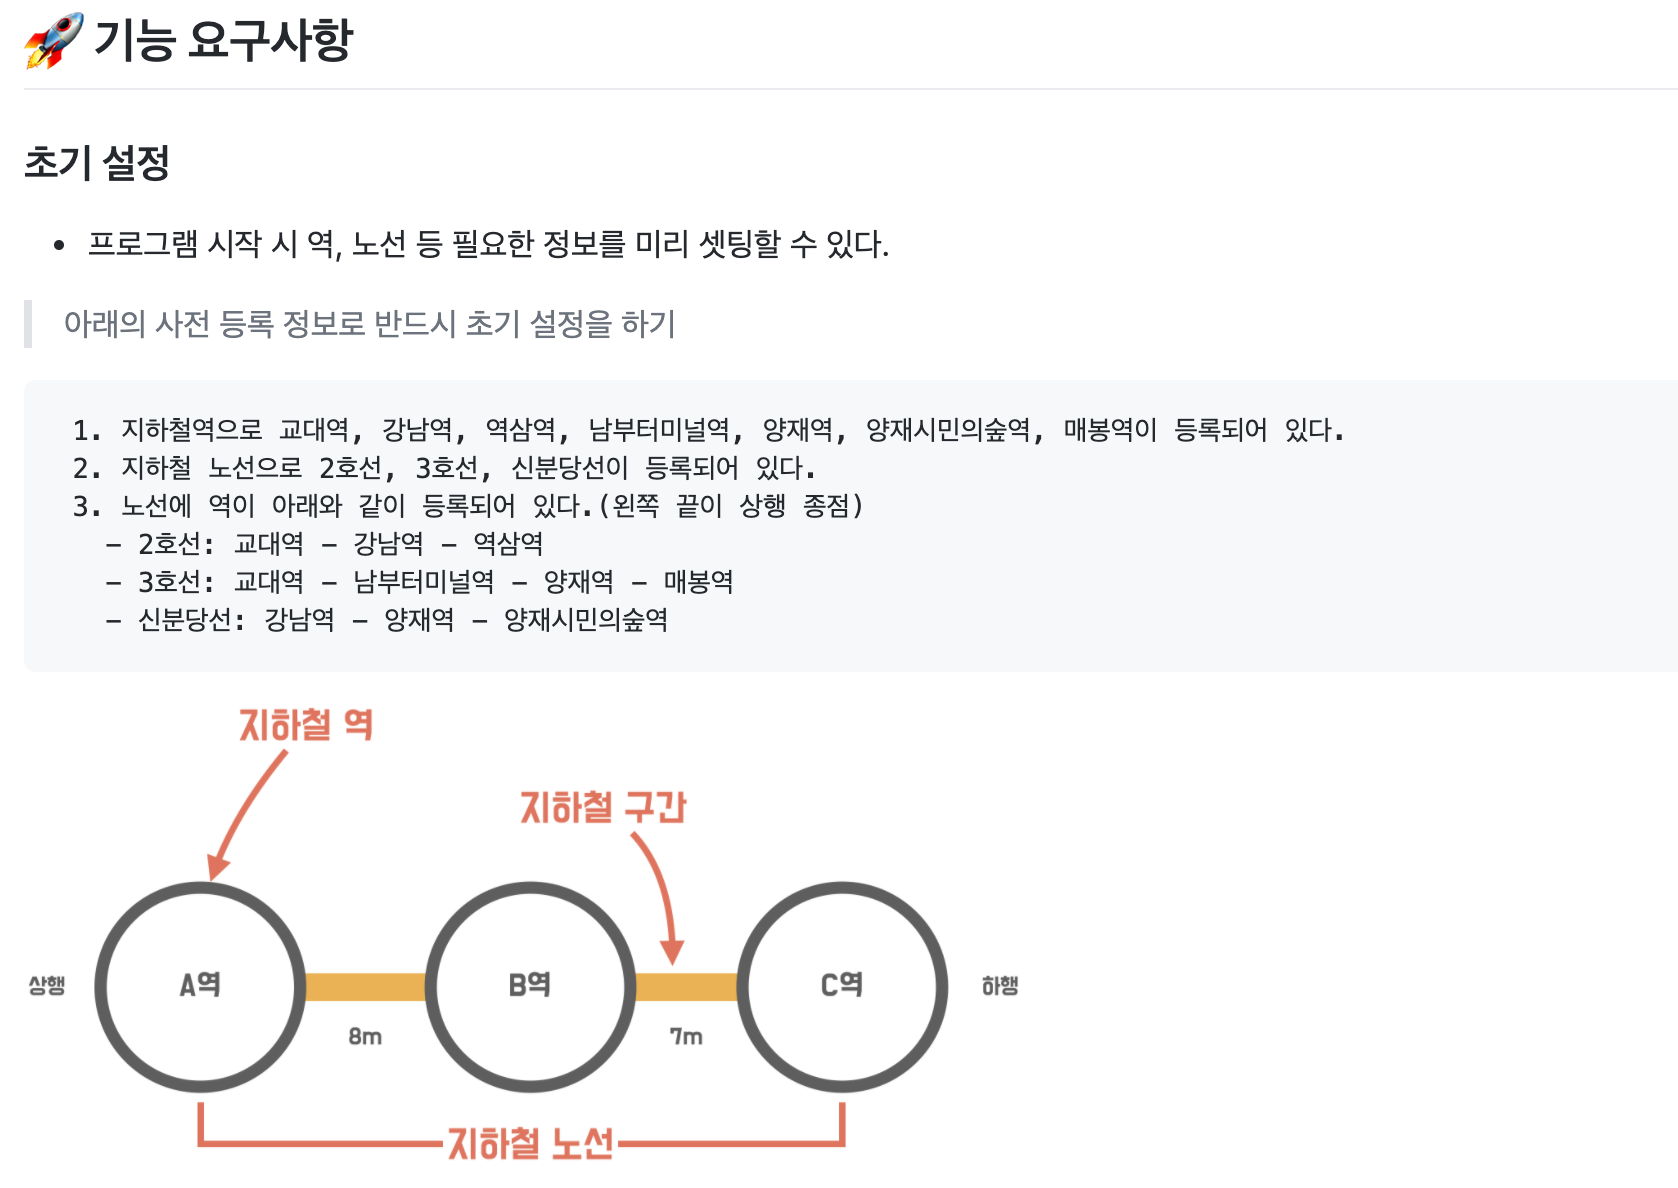 🚀 기능 요구사항
초기 설정
• 프로그램 시작 시 역, 노선 등 필요한 정보를 미리 셋팅할 수 있다.
아래의 사전 등록 정보로 반드시 초기 설정을 하기
1. 지하철역으로 교대역, 강남역, 역삼역, 남부터미널역, 양재역, 양재시민의숲역, 매봉역이 등록되어 있다.
2. 지하철 노선으로 2호선, 3호선, 신분당선이 등록되어 있다.
3. 노선에 역이 아래와 같이 등록되어 있다.(왼쪽 끝이 상행 종점)
- 2호선: 교대역 - 강남역 - 역삼역
- 3호선: 교대역 - 남부터미널역 - 양재역 - 매봉역
- 신분당선: 강남역 - 양재역 - 양재시민의숲역
지하철 역
지하철 구간
상행 A역 B역 C역 하행
8m 7m
지하철 노선